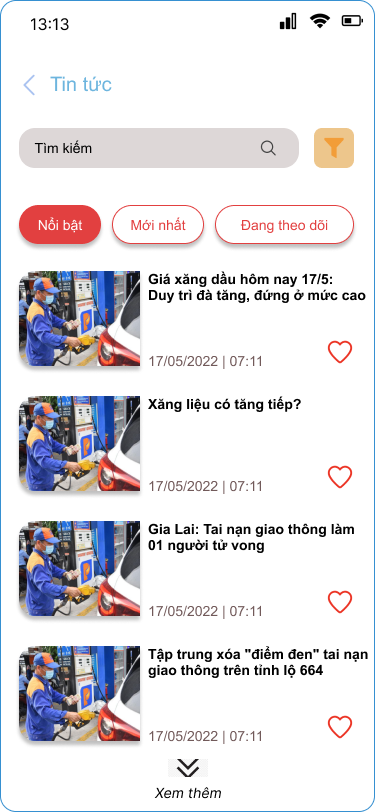 13:13
Tin tức
Tìm kiếm
Nổi bật
Mới nhất
Đang theo dõi
Giá xăng dầu hôm nay 17/5:
Duy trì đà tăng, đứng ở mức cao
17/05/2022 | 07:11
Xăng liệu có tăng tiếp?
17/05/2022 | 07:11
Gia Lai: Tai nạn giao thông làm
01 người tử vong
17/05/2022 | 07:11
Tập trung xóa "điểm đen" tai nạn
giao thông trên tỉnh lộ 664
17/05/2022 | 07:11
Xem thêm